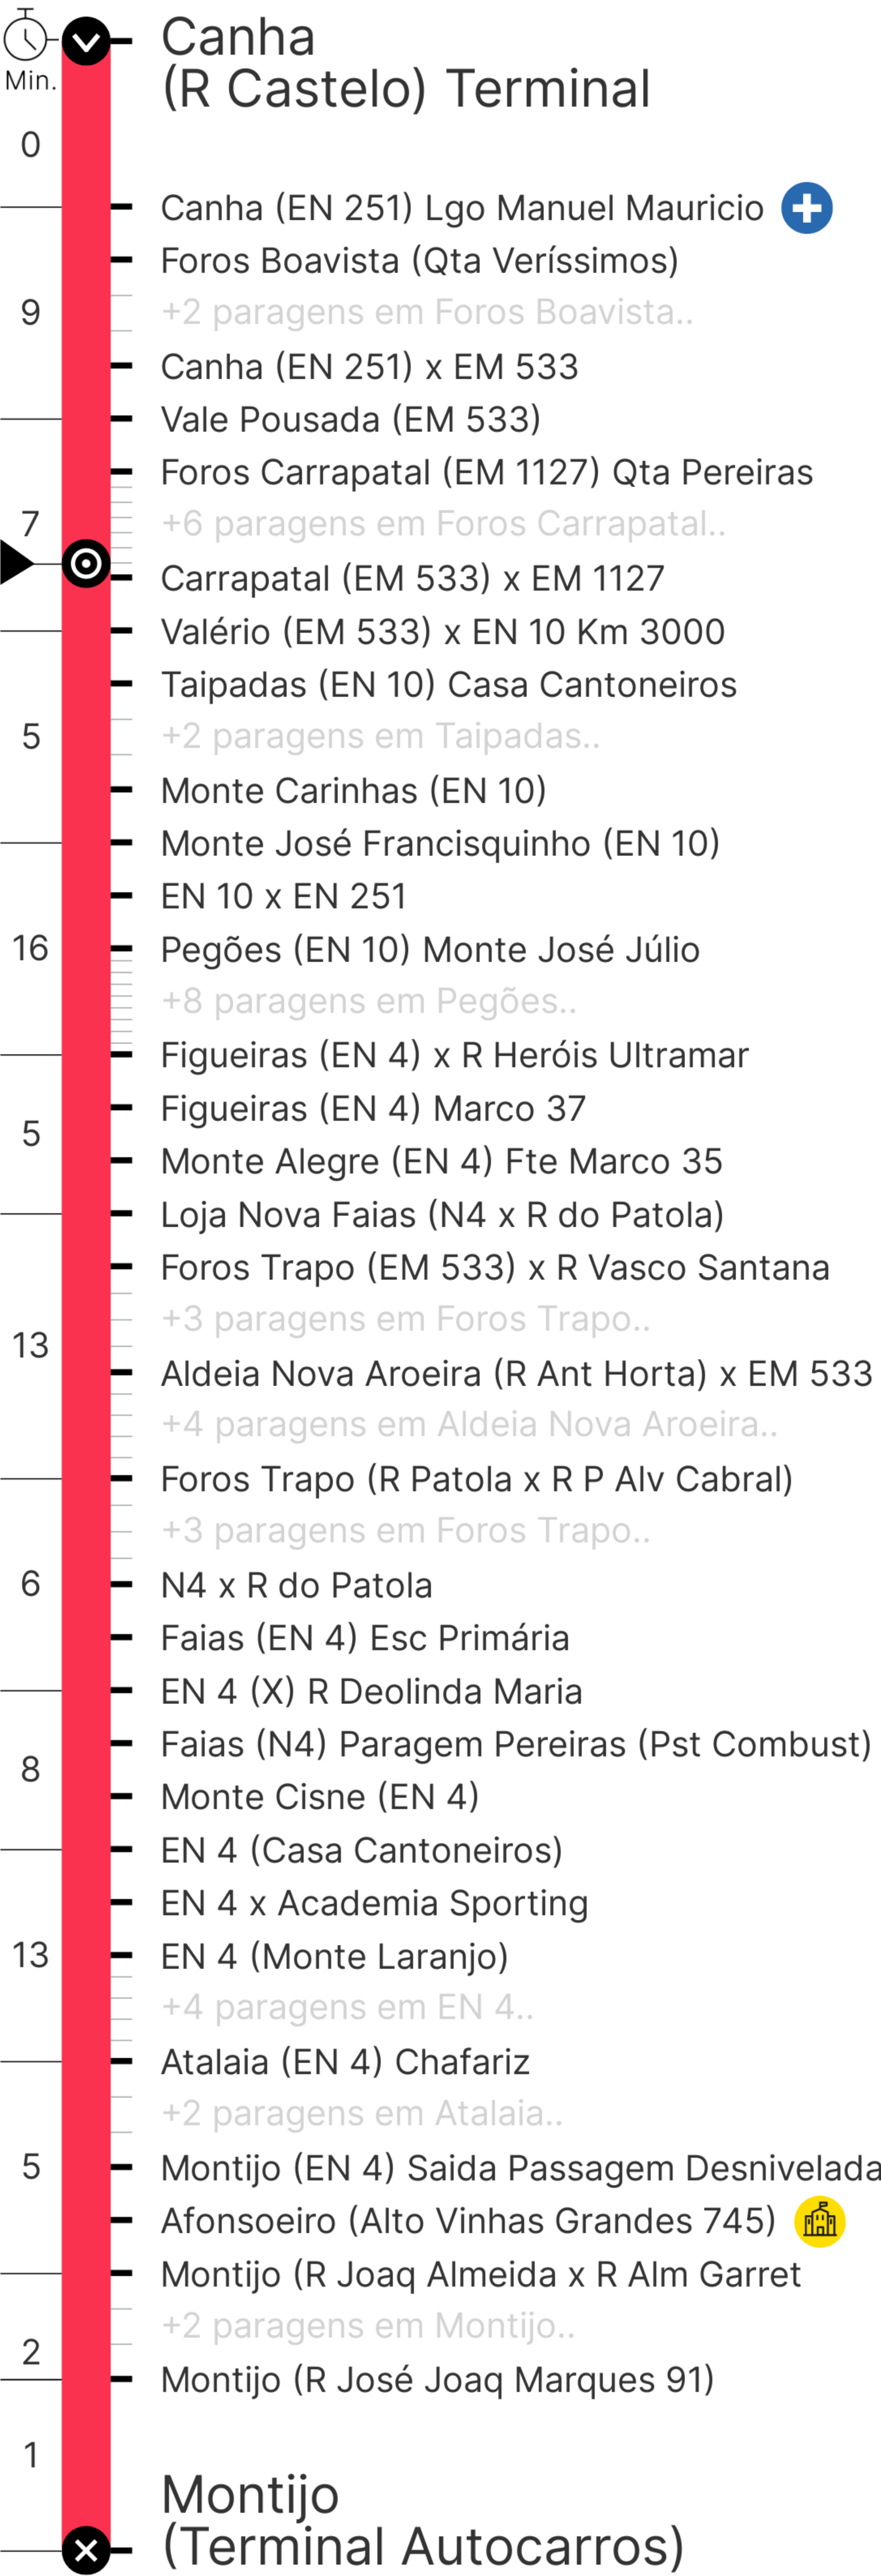 Canha
(R Castelo) Terminal
Min.
0
Canha (EN 251) Lgo Manuel Mauricio
Foros Boavista (Qta Veríssimos)
9
+2 paragens em Foros Boavista..
Canha (EN 251) x EM 533
Vale Pousada (EM 533)
Foros Carrapatal (EM 1127) Qta Pereiras
7
+6 paragens em Foros Carrapatal..
Carrapatal (EM 533) x EM 1127
Valério (EM 533) x EN 10 Km 3000
Taipadas (EN 10) Casa Cantoneiros
5
+2 paragens em Taipadas..
Monte Carinhas (EN 10)
Monte José Francisquinho (EN 10)
EN 10 x EN 251
16
Pegões (EN 10) Monte José Júlio
+8 paragens em Pegões..
Figueiras (EN 4) x R Heróis Ultramar
Figueiras (EN 4) Marco 37
5
Monte Alegre (EN 4) Fte Marco 35
Loja Nova Faias (N4 x R do Patola)
Foros Trapo (EM 533) x R Vasco Santana
+3 paragens em Foros Trapo..
13
Aldeia Nova Aroeira (R Ant Horta) x EM 533
+4 paragens em Aldeia Nova Aroeira..
Foros Trapo (R Patola x R P Alv Cabral)
+3 paragens em Foros Trapo..
6
N4 x R do Patola
Faias (EN 4) Esc Primária
EN 4 (X) R Deolinda Maria
Faias (N4) Paragem Pereiras (Pst Combust)
8
Monte Cisne (EN 4)
EN 4 (Casa Cantoneiros)
EN 4 x Academia Sporting
13
EN 4 (Monte Laranjo)
+4 paragens em EN 4..
Atalaia (EN 4) Chafariz
+2 paragens em Atalaia..
5
Montijo (EN 4) Saida Passagem Desnivelada
Afonsoeiro (Alto Vinhas Grandes 745)
Montijo (R Joaq Almeida x R Alm Garret
+2 paragens em Montijo..
2
Montijo (R José Joaq Marques 91)
1
Montijo
(Terminal Autocarros)